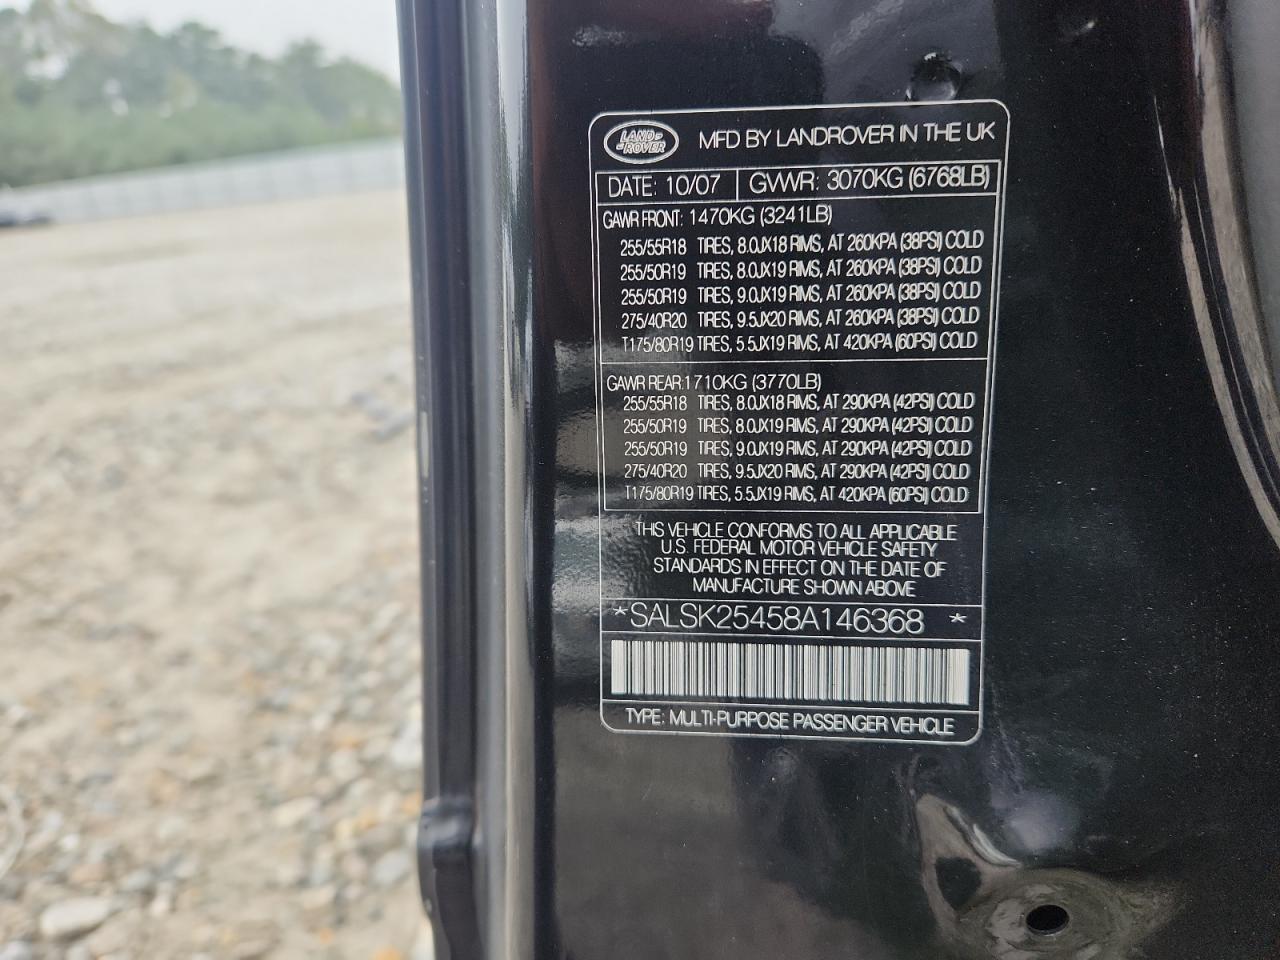 LAND ROVER MFD BY LANDROVER IN THE UK
DATE: 10/07 GVWR: 3070KG (6768LB)
GAWR FRONT: 1470KG (3241LB)
255/55R18 TIRES, 8.0JX18 RIMS, AT 260KPA (38PSI) COLD
255/50R19 TIRES, 8.0JX19 RIMS, AT 260KPA (38PSI) COLD
255/50R19 TIRES, 9.0JX19 RIMS, AT 260KPA (38PSI) COLD
275/40R20 TIRES, 9.5JX20 RIMS, AT 260KPA (38PSI) COLD
T175/80R19 TIRES, 5.5JX19 RIMS, AT 420KPA (60PSI) COLD
GAWR REAR:1710KG (3770LB)
255/55R18 TIRES, 8.0JX18 RIMS, AT 290KPA (42PSI) COLD
255/50R19 TIRES, 8.0JX19 RIMS, AT 290KPA (42PSI) COLD
255/50R19 TIRES, 9.0JX19 RIMS, AT 290KPA (42PSI) COLD
275/40R20 TIRES, 9.5JX20 RIMS, AT 290KPA (42PSI) COLD
T175/80R19 TIRES, 5.5JX19 RIMS, AT 420KPA (60PSI) COLD
THIS VEHICLE CONFORMS TO ALL APPLICABLE
U.S. FEDERAL MOTOR VEHICLE SAFETY
STANDARDS IN EFFECT ON THE DATE OF
MANUFACTURE SHOWN ABOVE
*SALSK25458A146368 *
TYPE: MULTI-PURPOSE PASSENGER VEHICLE